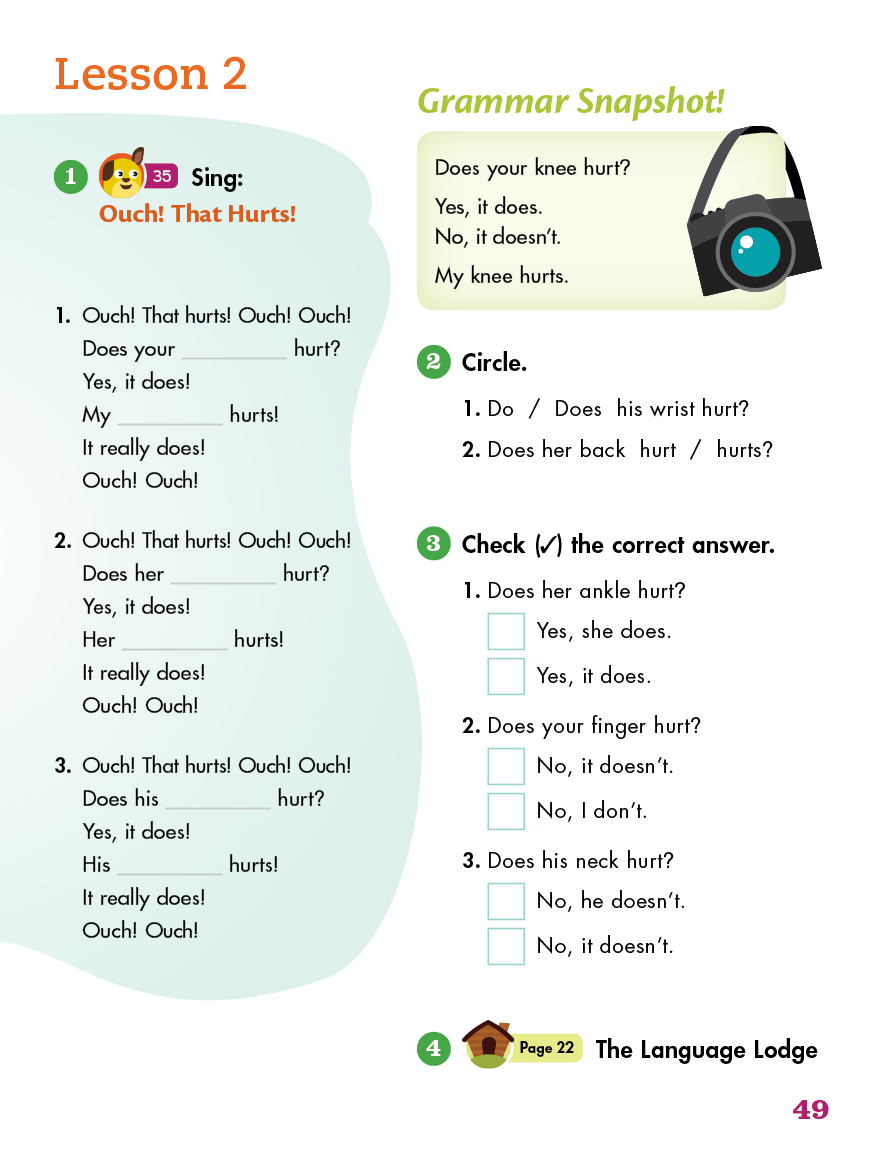 Lesson 2
1 35 Sing:
Ouch! That Hurts!
1. Ouch! That hurts! Ouch! Ouch!
Does your __________ hurt?
Yes, it does!
My __________ hurts!
It really does!
Ouch! Ouch!
2. Ouch! That hurts! Ouch! Ouch!
Does her __________ hurt?
Yes, it does!
Her __________ hurts!
It really does!
Ouch! Ouch!
3. Ouch! That hurts! Ouch! Ouch!
Does his __________ hurt?
Yes, it does!
His __________ hurts!
It really does!
Ouch! Ouch!
Grammar Snapshot!
Does your knee hurt?
Yes, it does.
No, it doesn't.
My knee hurts.
2 Circle.
1. Do / Does his wrist hurt?
2. Does her back hurt / hurts?
3 Check (✓) the correct answer.
1. Does her ankle hurt?
Yes, she does.
Yes, it does.
2. Does your finger hurt?
No, it doesn't.
No, I don't.
3. Does his neck hurt?
No, he doesn't.
No, it doesn't.
4 Page 22 The Language Lodge
49